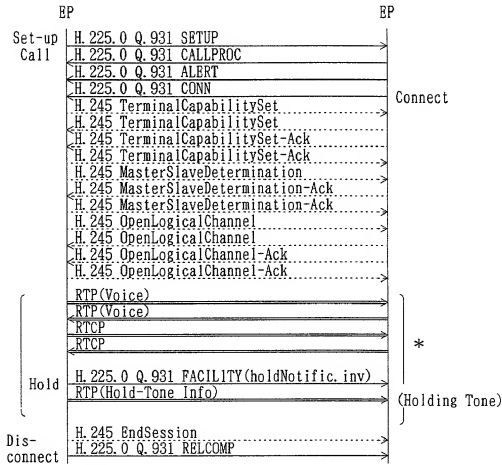 EP EP
Set-up H.225.0 Q.931 SETUP
Call H.225.0 Q.931 CALLPROC
H.225.0 Q.931 ALERT
H.225.0 Q.931 CONN
Connect
H.245 TerminalCapabilitySet
H.245 TerminalCapabilitySet
H.245 TerminalCapabilitySet-Ack
H.245 TerminalCapabilitySet-Ack
H.245 MasterSlaveDetermination
H.245 MasterSlaveDetermination-Ack
H.245 MasterSlaveDetermination-Ack
H.245 OpenLogicalChannel
H.245 OpenLogicalChannel
H.245 OpenLogicalChannel-Ack
H.245 OpenLogicalChannel-Ack
RTP(Voice)
RTP(Voice)
RTCP
RTCP
*
Hold H.225.0 Q.931 FACILITY(holdNotific.inv)
RTP(Hold-Tone Info) (Holding Tone)
Dis- H.245 EndSession
connect H.225.0 Q.931 RELCOMP